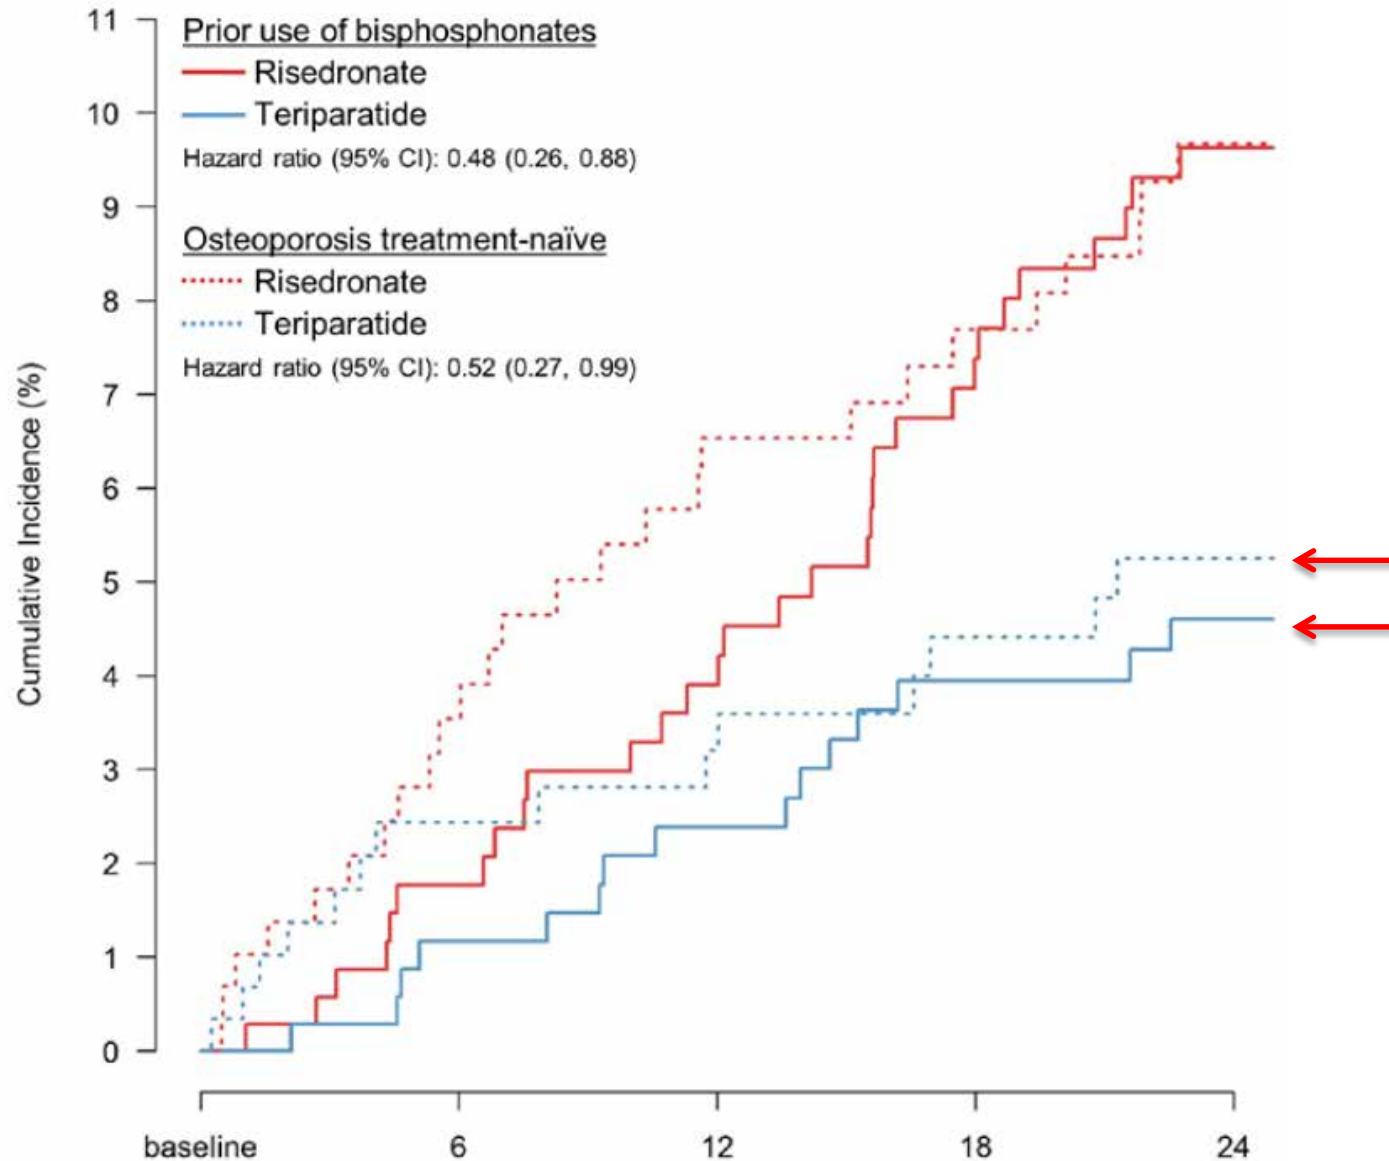 Prior use of bisphosphonates
Risedronate
Teriparatide
Hazard ratio (95% CI): 0.48 (0.26, 0.88)
Osteoporosis treatment-naïve
Risedronate
Teriparatide
Hazard ratio (95% CI): 0.52 (0.27, 0.99)
Cumulative Incidence (%)
11
10
9
8
7
6
5
4
3
2
1
0
baseline 6 12 18 24